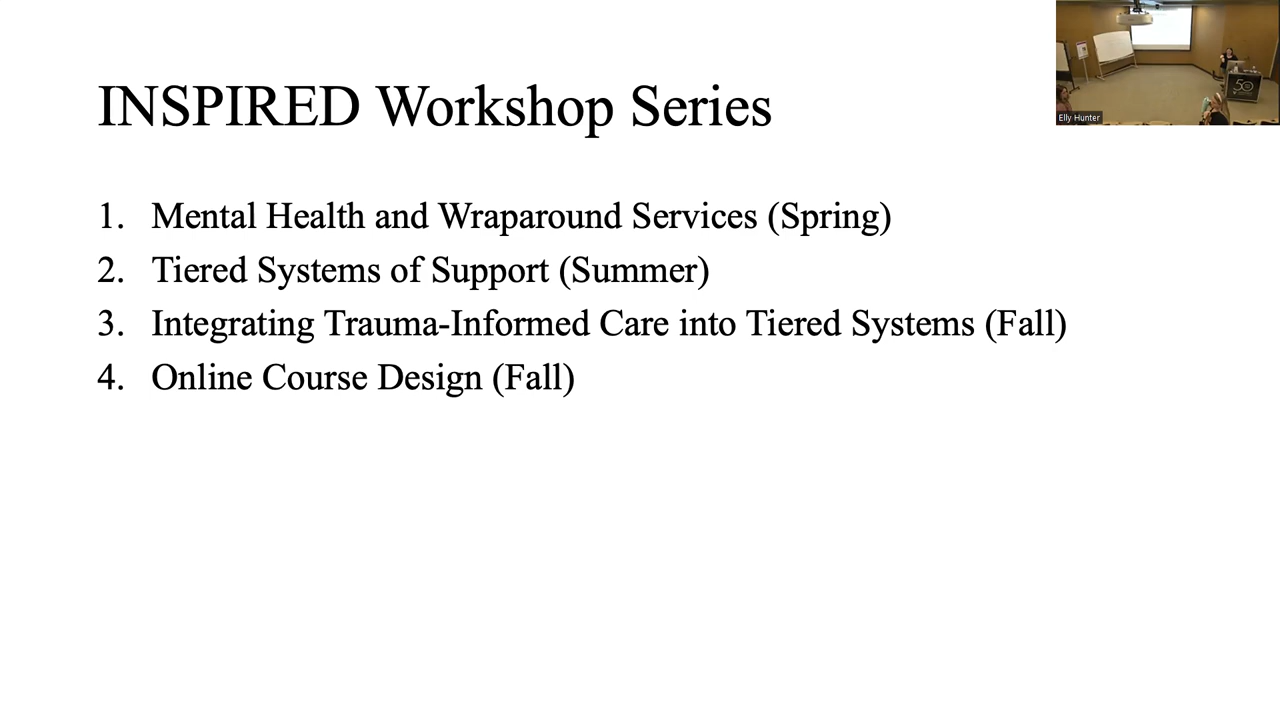 INSPIRED Workshop Series
1. Mental Health and Wraparound Services (Spring)
2. Tiered Systems of Support (Summer)
3. Integrating Trauma-Informed Care into Tiered Systems (Fall)
4. Online Course Design (Fall)
Elly Hunter
50